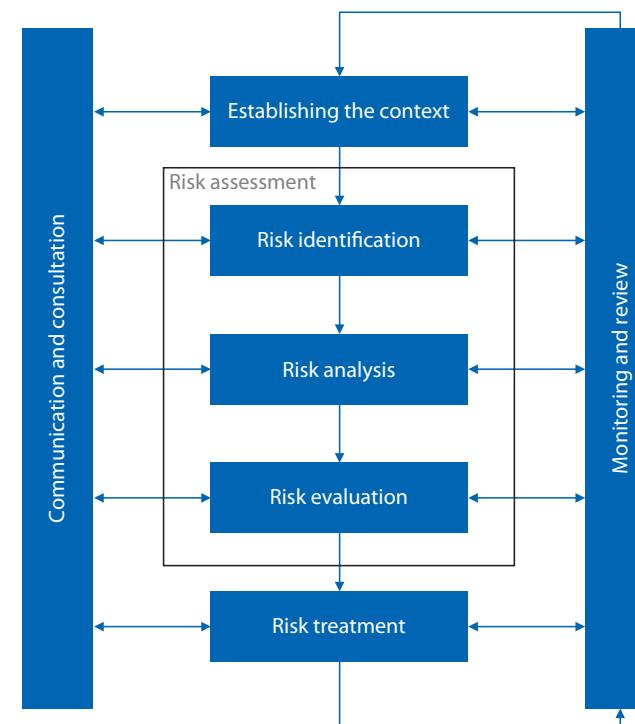 Establishing the context
Risk assessment
Risk identification
Risk analysis
Risk evaluation
Risk treatment
Communication and consultation
Monitoring and review